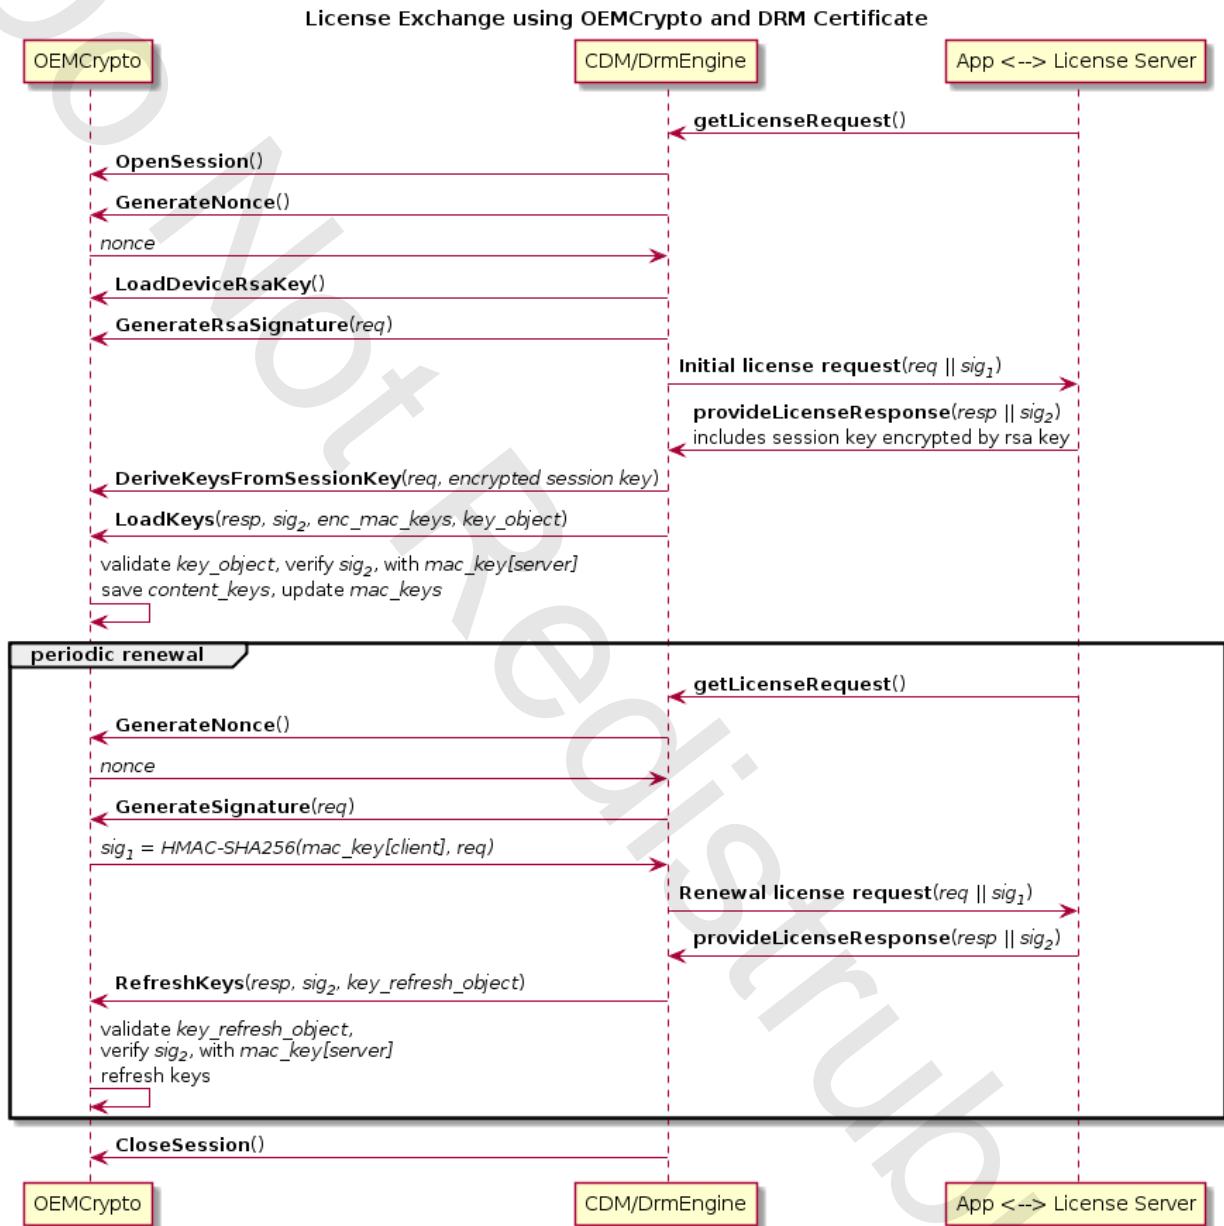 License Exchange using OEMCrypto and DRM Certificate
OEMCrypto
CDM/DrmEngine
App <--> License Server
getLicenseRequest()
OpenSession()
GenerateNonce()
nonce
LoadDeviceRsaKey()
GenerateRsaSignature(req)
Initial license request(req || sig1)
provideLicenseResponse(resp || sig2)
includes session key encrypted by rsa key
DeriveKeysFromSessionKey(req, encrypted session key)
LoadKeys(resp, sig2, enc_mac_keys, key_object)
validate key_object, verify sig2, with mac_key[server]
save content_keys, update mac_keys
periodic renewal
getLicenseRequest()
GenerateNonce()
nonce
GenerateSignature(req)
sig1 = HMAC-SHA256(mac_key[client], req)
Renewal license request(req || sig1)
provideLicenseResponse(resp || sig2)
RefreshKeys(resp, sig2, key_refresh_object)
validate key_refresh_object,
verify sig2, with mac_key[server]
refresh keys
CloseSession()
OEMCrypto
CDM/DrmEngine
App <--> License Server